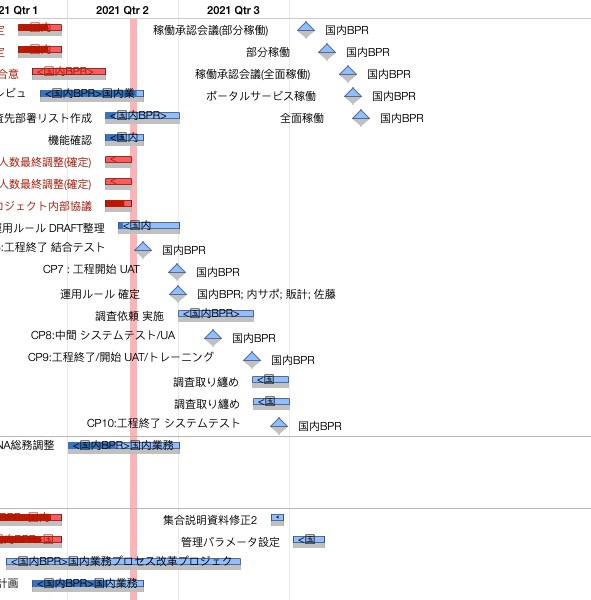 2021 Qtr 1 2021 Qtr 2 2021 Qtr 3
定 <国内 稼働承認会議(部分稼働) 国内BPR
定 <国内 部分稼働 国内BPR
合意 <国内BPR> 稼働承認会議(全面稼働) 国内BPR
レビュ <国内BPR>国内業 ポータルサービス稼働 国内BPR
査先部署リスト作成 <国内BPR> 全面稼働 国内BPR
機能確認 <国内
人数最終調整(確定) <
人数最終調整(確定) <
ロジェクト内部協議
運用ルール DRAFT整理 <国内
:工程終了 結合テスト 国内BPR
CP7 : 工程開始 UAT 国内BPR
運用ルール 確定 国内BPR; 内サポ; 販計; 佐藤
調査依頼 実施 <国内BPR>
CP8:中間 システムテスト/UA 国内BPR
CP9:工程終了/開始 UAT/トレーニング 国内BPR
調査取り纏め <国
調査取り纏め <国
CP10:工程終了 システムテスト 国内BPR
NA総務調整 <国内BPR>国内業務
BPR>国内 集合説明資料修正2 <
内BPR>国 管理パラメータ設定 <国
<国内BPR>国内業務プロセス改革プロジェク
計画 <国内BPR>国内業務